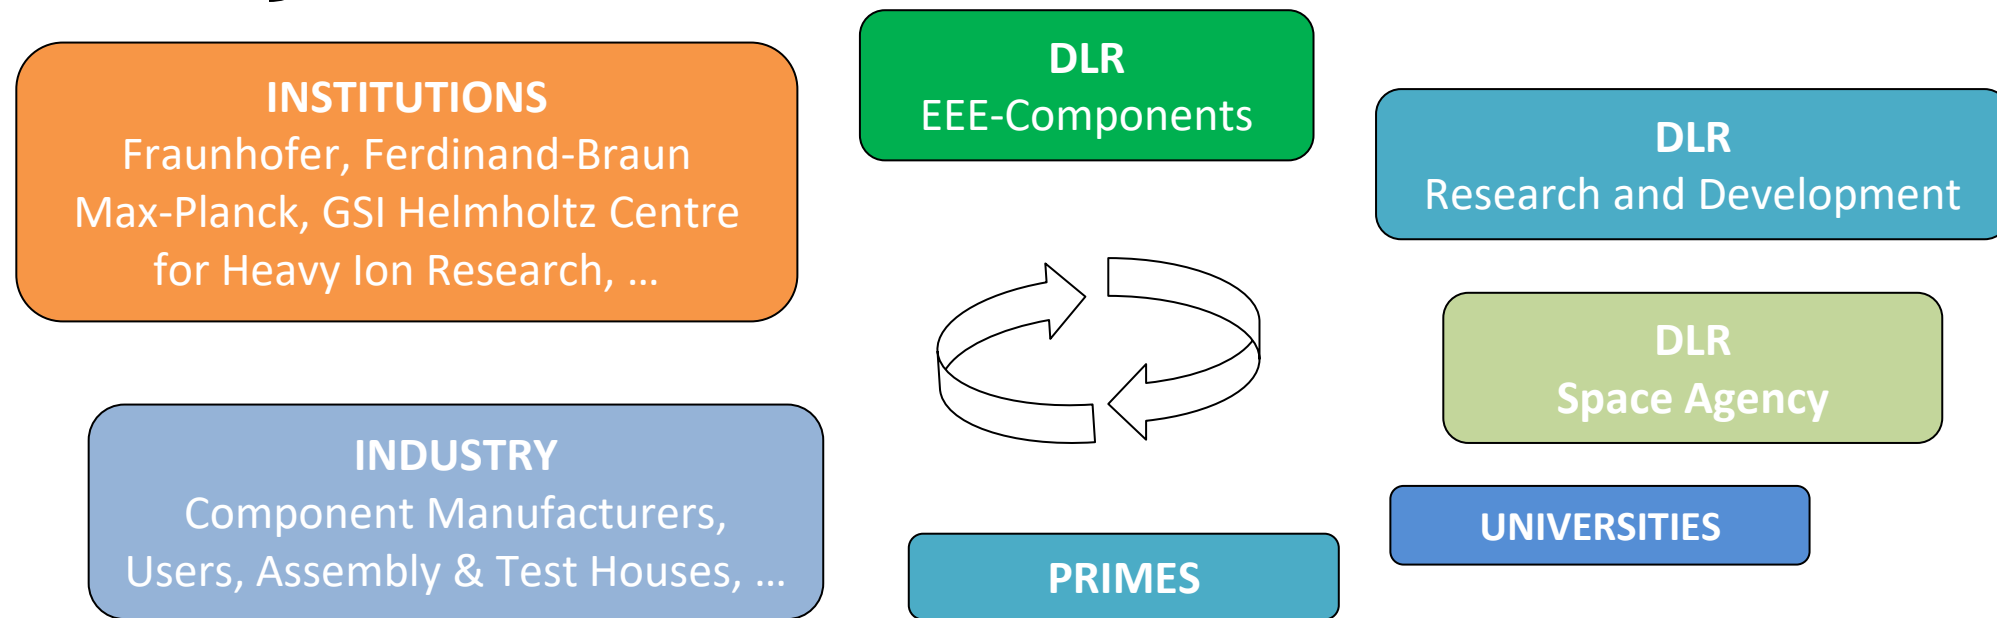 INSTITUTIONS
Fraunhofer, Ferdinand-Braun
Max-Planck, GSI Helmholtz Centre
for Heavy Ion Research, …
DLR
EEE-Components
DLR
Research and Development
DLR
Space Agency
INDUSTRY
Component Manufacturers,
Users, Assembly & Test Houses, …
PRIMES
UNIVERSITIES